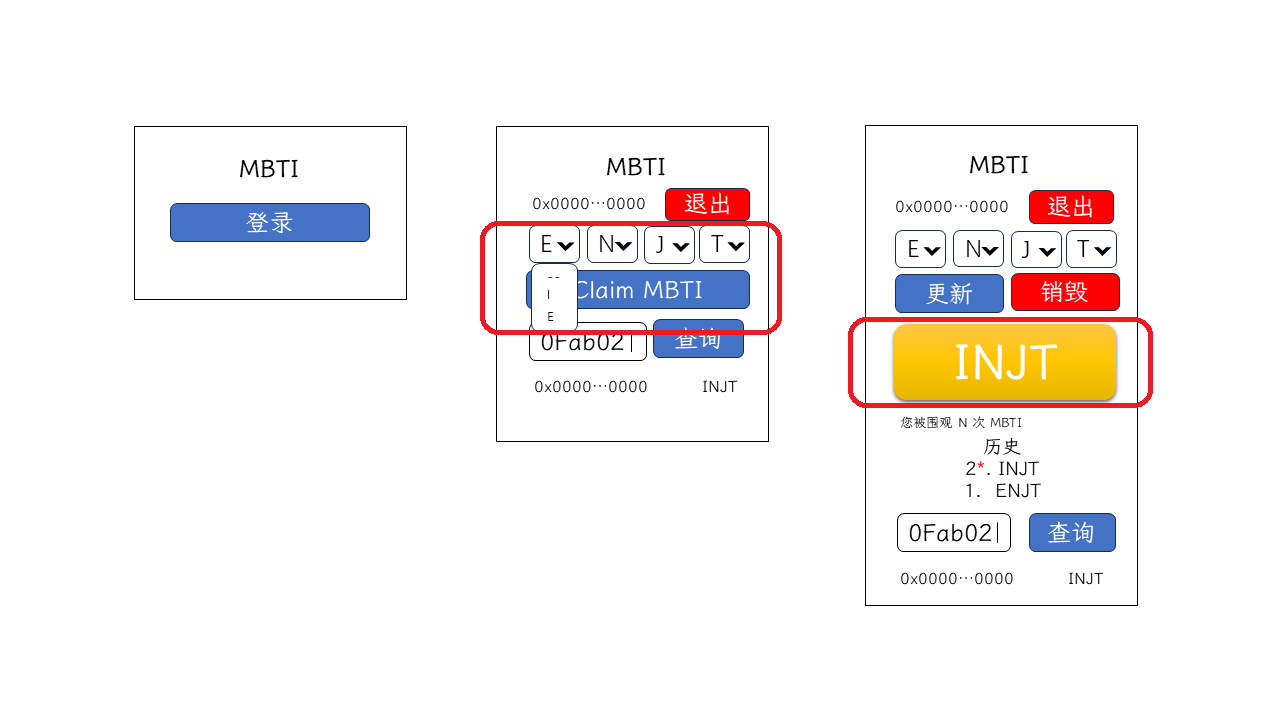 MBTI
登录
MBTI
0x0000···0000 退出
E N J T
--
I
E
Claim MBTI
0Fab02| 查询
0x0000···0000 INJT
MBTI
0x0000···0000 退出
E N J T
更新 销毁
INJT
您被围观 N 次 MBTI
历史
2*. INJT
1. ENJT
0Fab02| 查询
0x0000···0000 INJT